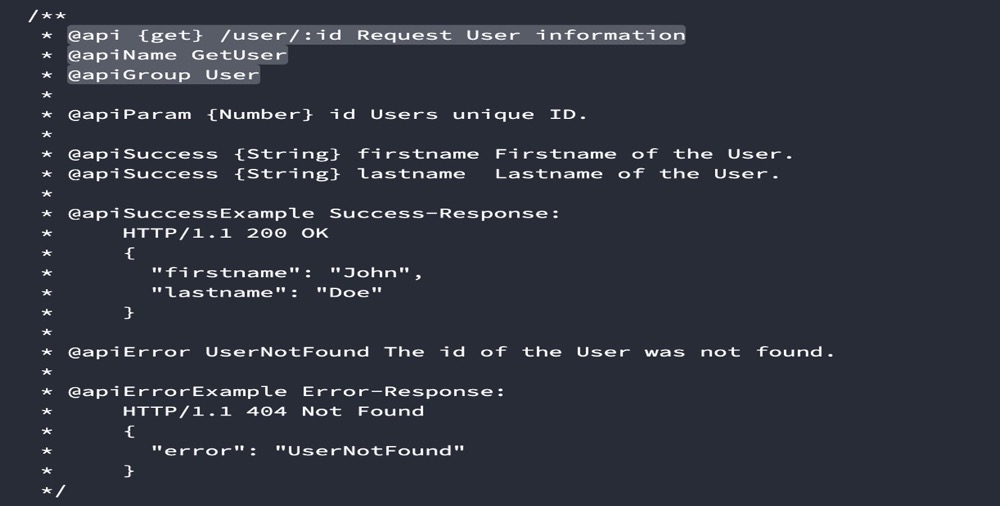 /**
 * @api {get} /user/:id Request User information
 * @apiName GetUser
 * @apiGroup User
 *
 * @apiParam {Number} id Users unique ID.
 *
 * @apiSuccess {String} firstname Firstname of the User.
 * @apiSuccess {String} lastname  Lastname of the User.
 *
 * @apiSuccessExample Success-Response:
 *     HTTP/1.1 200 OK
 *     {
 *       "firstname": "John",
 *       "lastname": "Doe"
 *     }
 *
 * @apiError UserNotFound The id of the User was not found.
 *
 * @apiErrorExample Error-Response:
 *     HTTP/1.1 404 Not Found
 *     {
 *       "error": "UserNotFound"
 *     }
 */